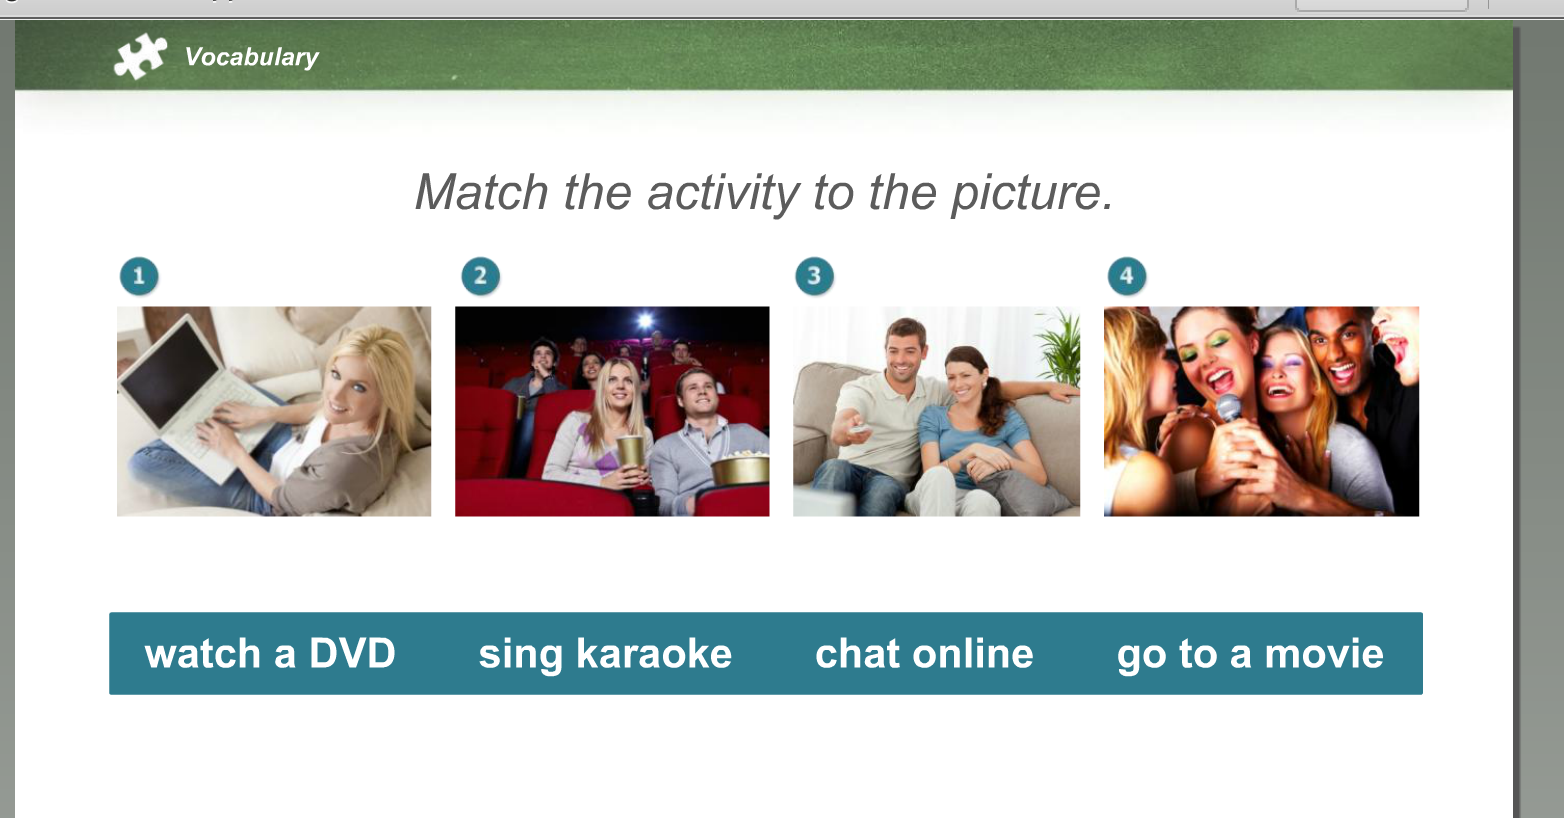 Vocabulary
Match the activity to the picture.
1 2 3 4
watch a DVD sing karaoke chat online go to a movie